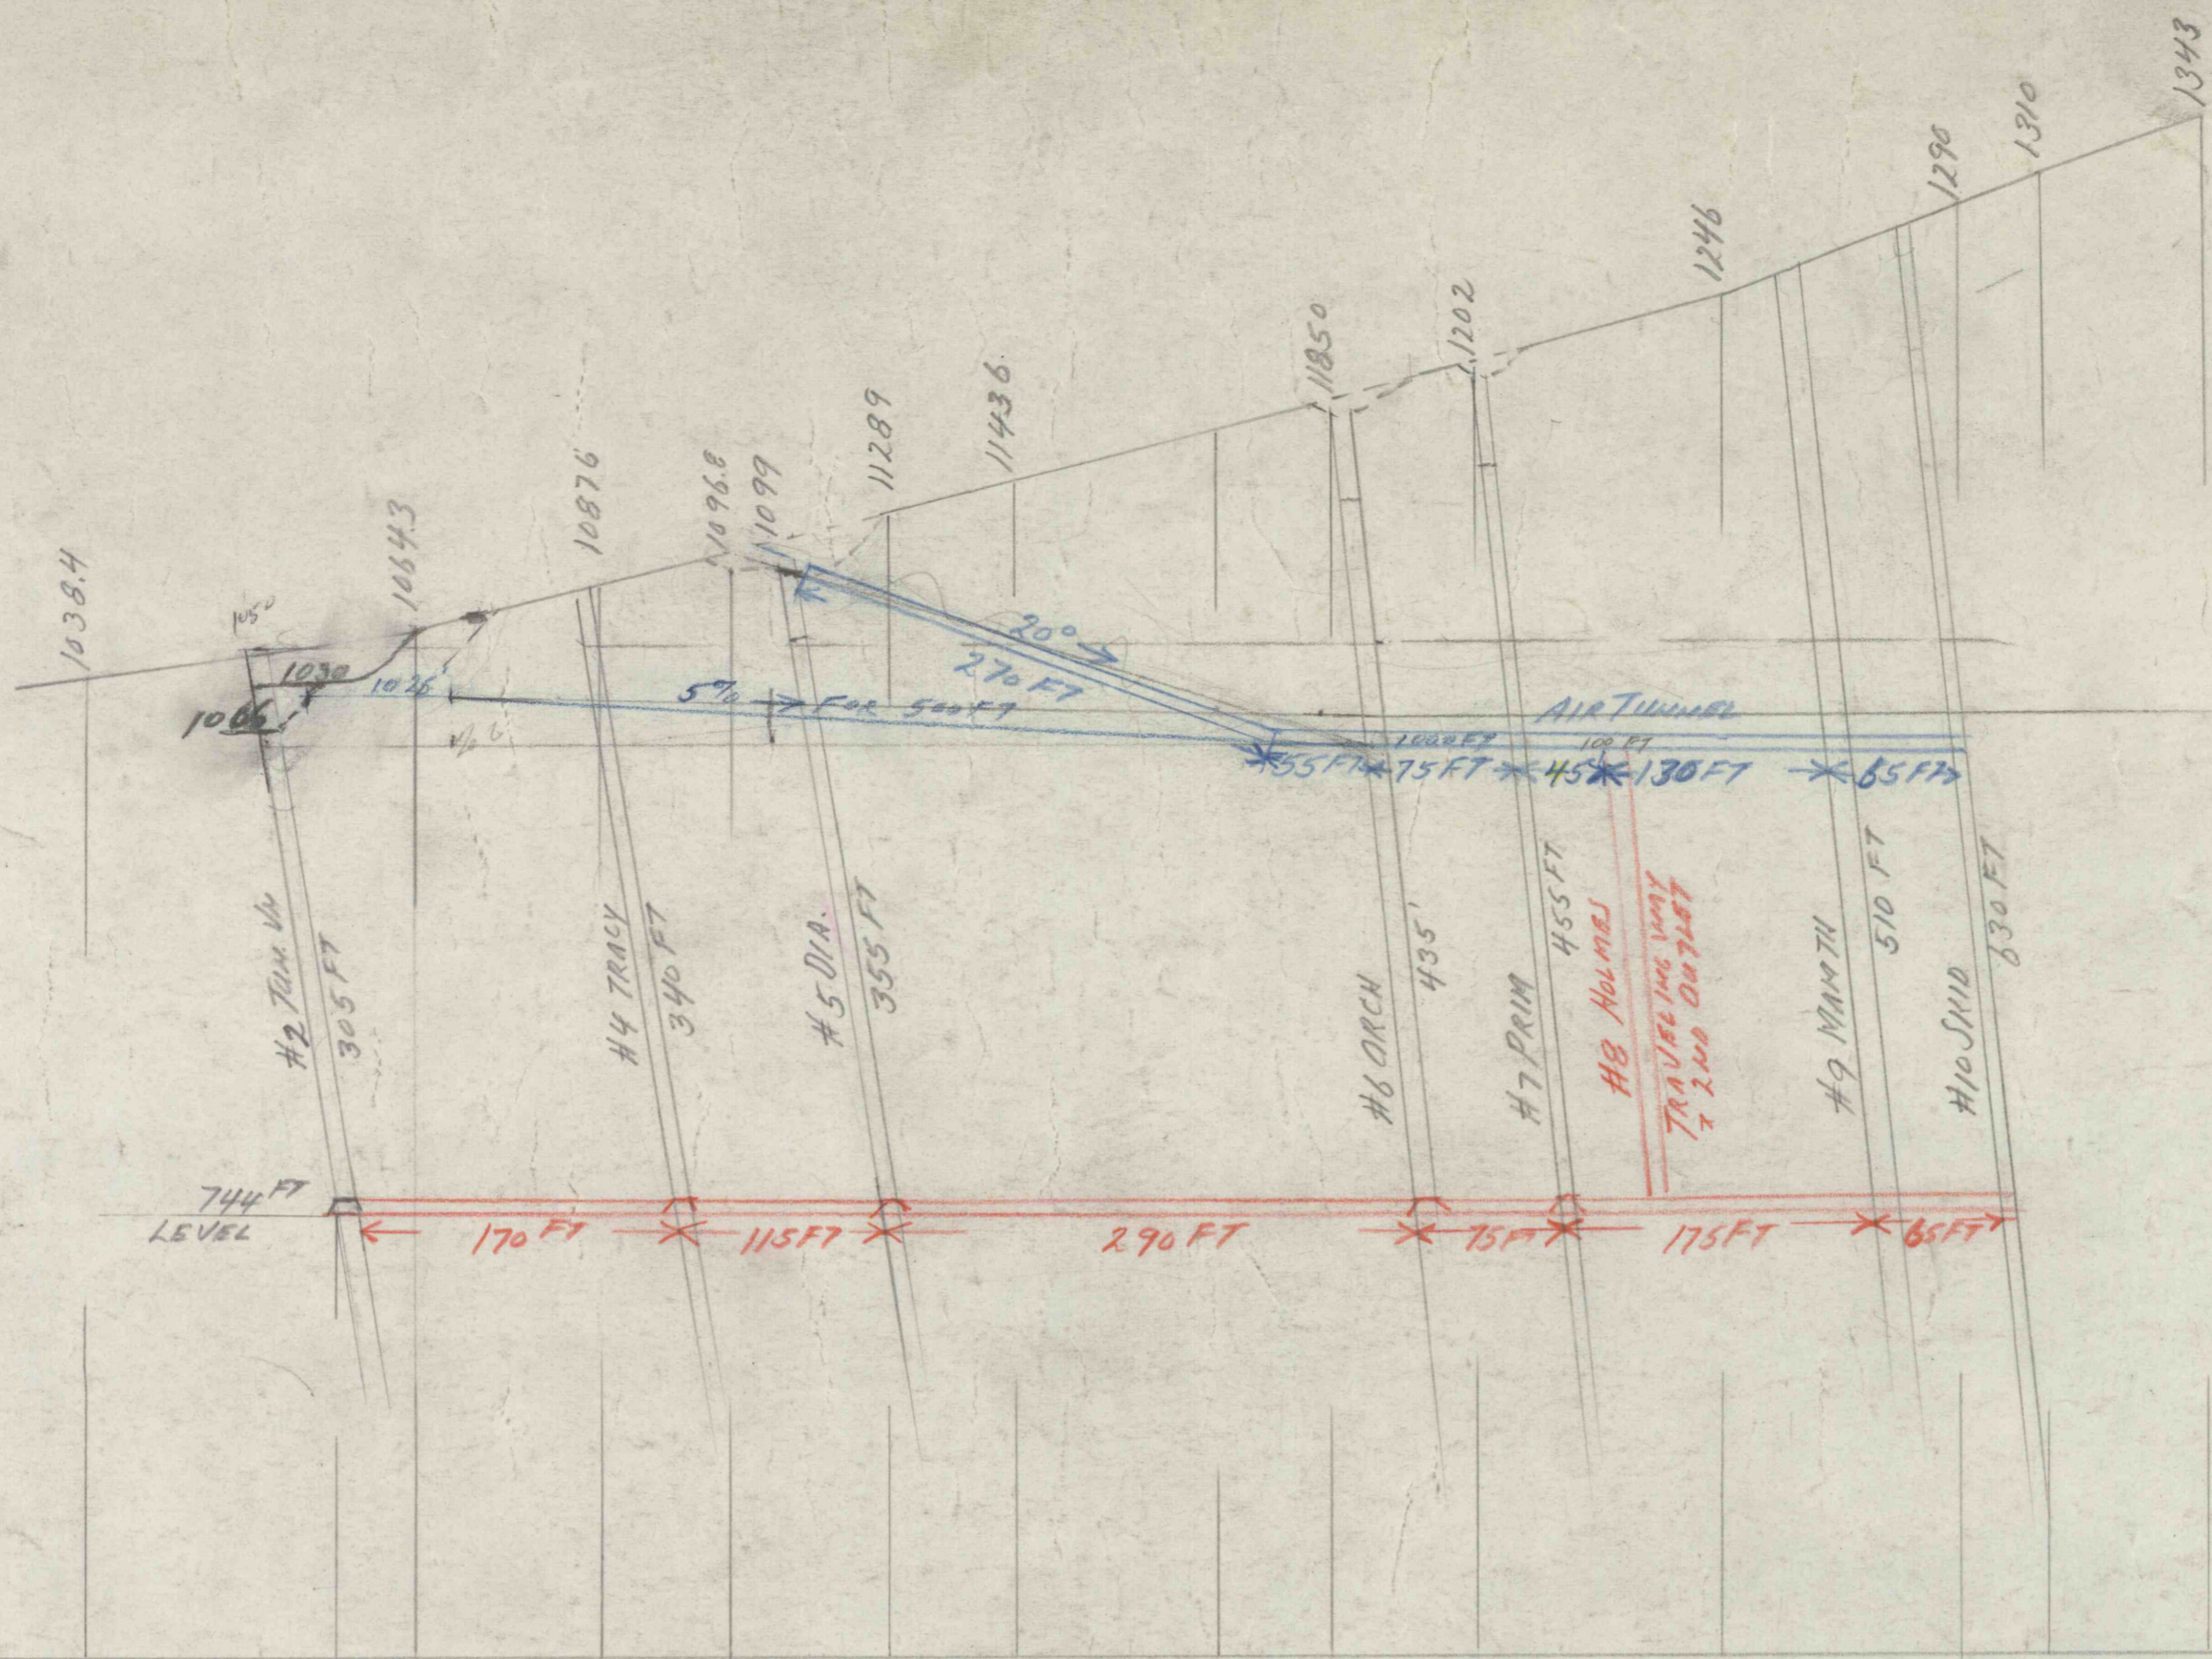 1038.4
1030
1026'
10643
10876
1096.8
1099
11289
11436
11850
1202
1246
1290
1310
1343
20°
270 FT
5% → FOR 500 FT
AIR TUNNEL
1000 FT
100 FT
55 FT
75 FT
45
130 FT
65 FT
#2 TUM.
305 FT
#4 TRACY
340 FT
#5 DIA.
355 FT
#6 ORCH
435'
#7 PRIM
455 FT
#8 HOLMES
TRAVELING WAY
2ND OUTLET
#9 MAMTH
510 FT
#10 SKID
630 FT
744 FT
LEVEL
170 FT
115 FT
290 FT
75 FT
175 FT
65 FT